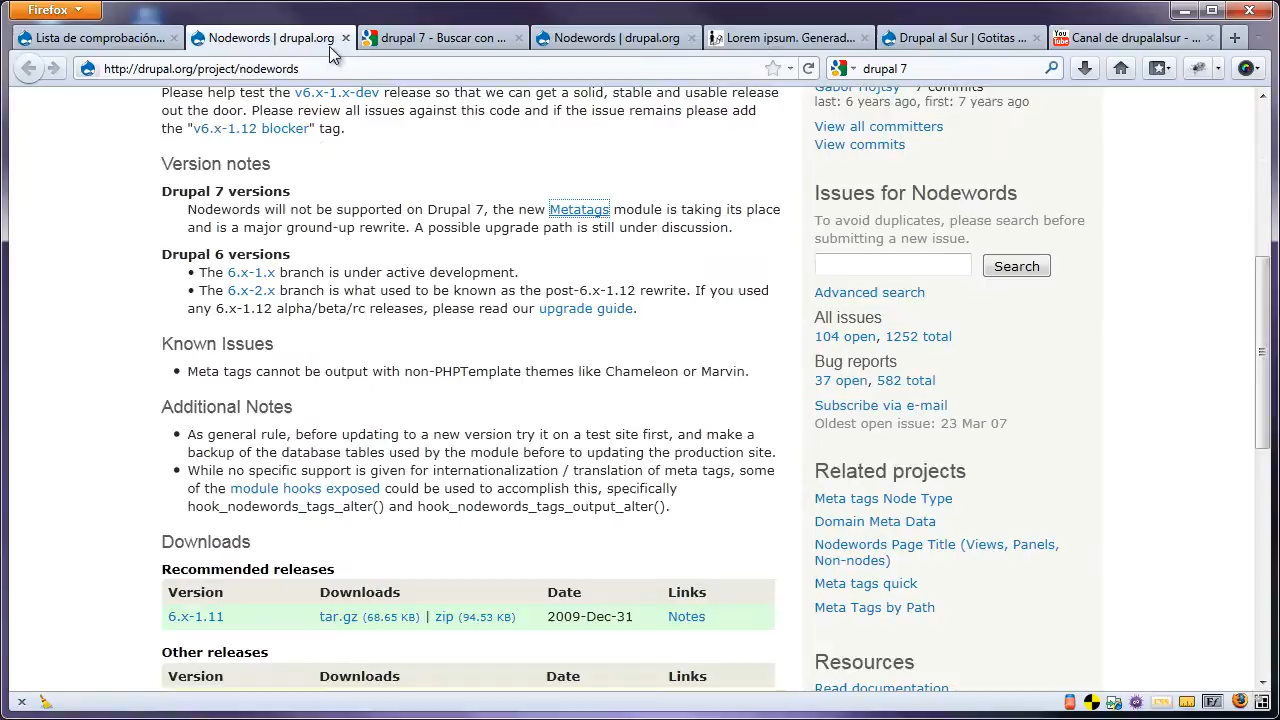 Firefox
Lista de comprobación...
Nodewords | drupal.org
drupal 7 - Buscar con ...
Nodewords | drupal.org
Lorem ipsum. Generad...
Drupal al Sur | Gotitas ...
You Tube Canal de drupalalsur - ...
http://drupal.org/project/nodewords
drupal 7
Please help test the v6.x-1.x-dev release so that we can get a solid, stable and usable release
out the door. Please review all issues against this code and if the issue remains please add
the "v6.x-1.12 blocker" tag.
Version notes
Drupal 7 versions
Nodewords will not be supported on Drupal 7, the new Metatags module is taking its place
and is a major ground-up rewrite. A possible upgrade path is still under discussion.
Drupal 6 versions
• The 6.x-1.x branch is under active development.
• The 6.x-2.x branch is what used to be known as the post-6.x-1.12 rewrite. If you used
any 6.x-1.12 alpha/beta/rc releases, please read our upgrade guide.
Known Issues
• Meta tags cannot be output with non-PHPTemplate themes like Chameleon or Marvin.
Additional Notes
• As general rule, before updating to a new version try it on a test site first, and make a
backup of the database tables used by the module before to updating the production site.
• While no specific support is given for internationalization / translation of meta tags, some
of the module hooks exposed could be used to accomplish this, specifically
hook_nodewords_tags_alter() and hook_nodewords_tags_output_alter().
Downloads
Recommended releases
Version Downloads Date Links
6.x-1.11 tar.gz (68.65 KB) | zip (94.53 KB) 2009-Dec-31 Notes
Other releases
Version Downloads Date Links
Gábor Hojtsy - 7 commits
last: 6 years ago, first: 7 years ago
View all committers
View commits
Issues for Nodewords
To avoid duplicates, please search before
submitting a new issue.
Search
Advanced search
All issues
104 open, 1252 total
Bug reports
37 open, 582 total
Subscribe via e-mail
Oldest open issue: 23 Mar 07
Related projects
Meta tags Node Type
Domain Meta Data
Nodewords Page Title (Views, Panels,
Non-nodes)
Meta tags quick
Meta Tags by Path
Resources
Read documentation